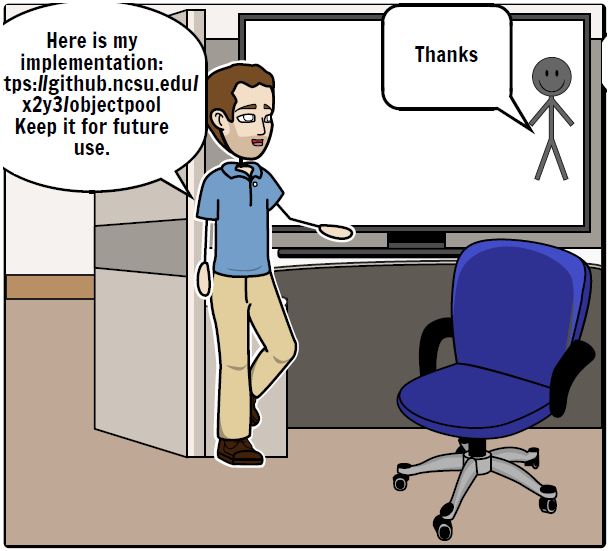 Here is my
implementation:
tps://github.ncsu.edu/
x2y3/objectpool
Keep it for future
use.
Thanks